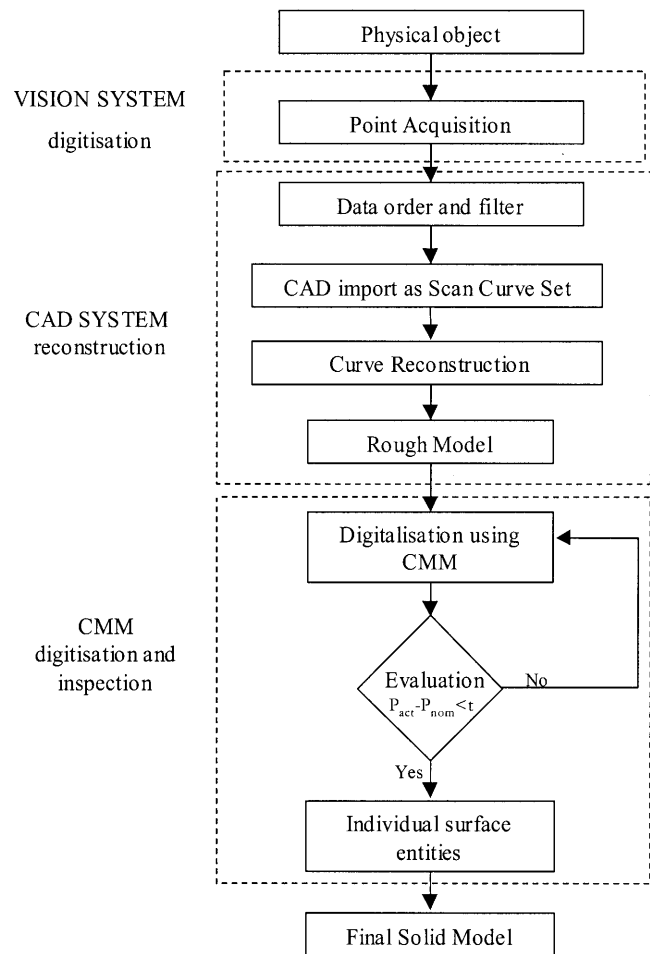 Physical object
VISION SYSTEM
digitisation
Point Acquisition
Data order and filter
CAD import as Scan Curve Set
CAD SYSTEM
reconstruction
Curve Reconstruction
Rough Model
Digitalisation using
CMM
CMM
digitisation and
inspection
Evaluation
P_act-P_nom<t
No
Yes
Individual surface
entities
Final Solid Model